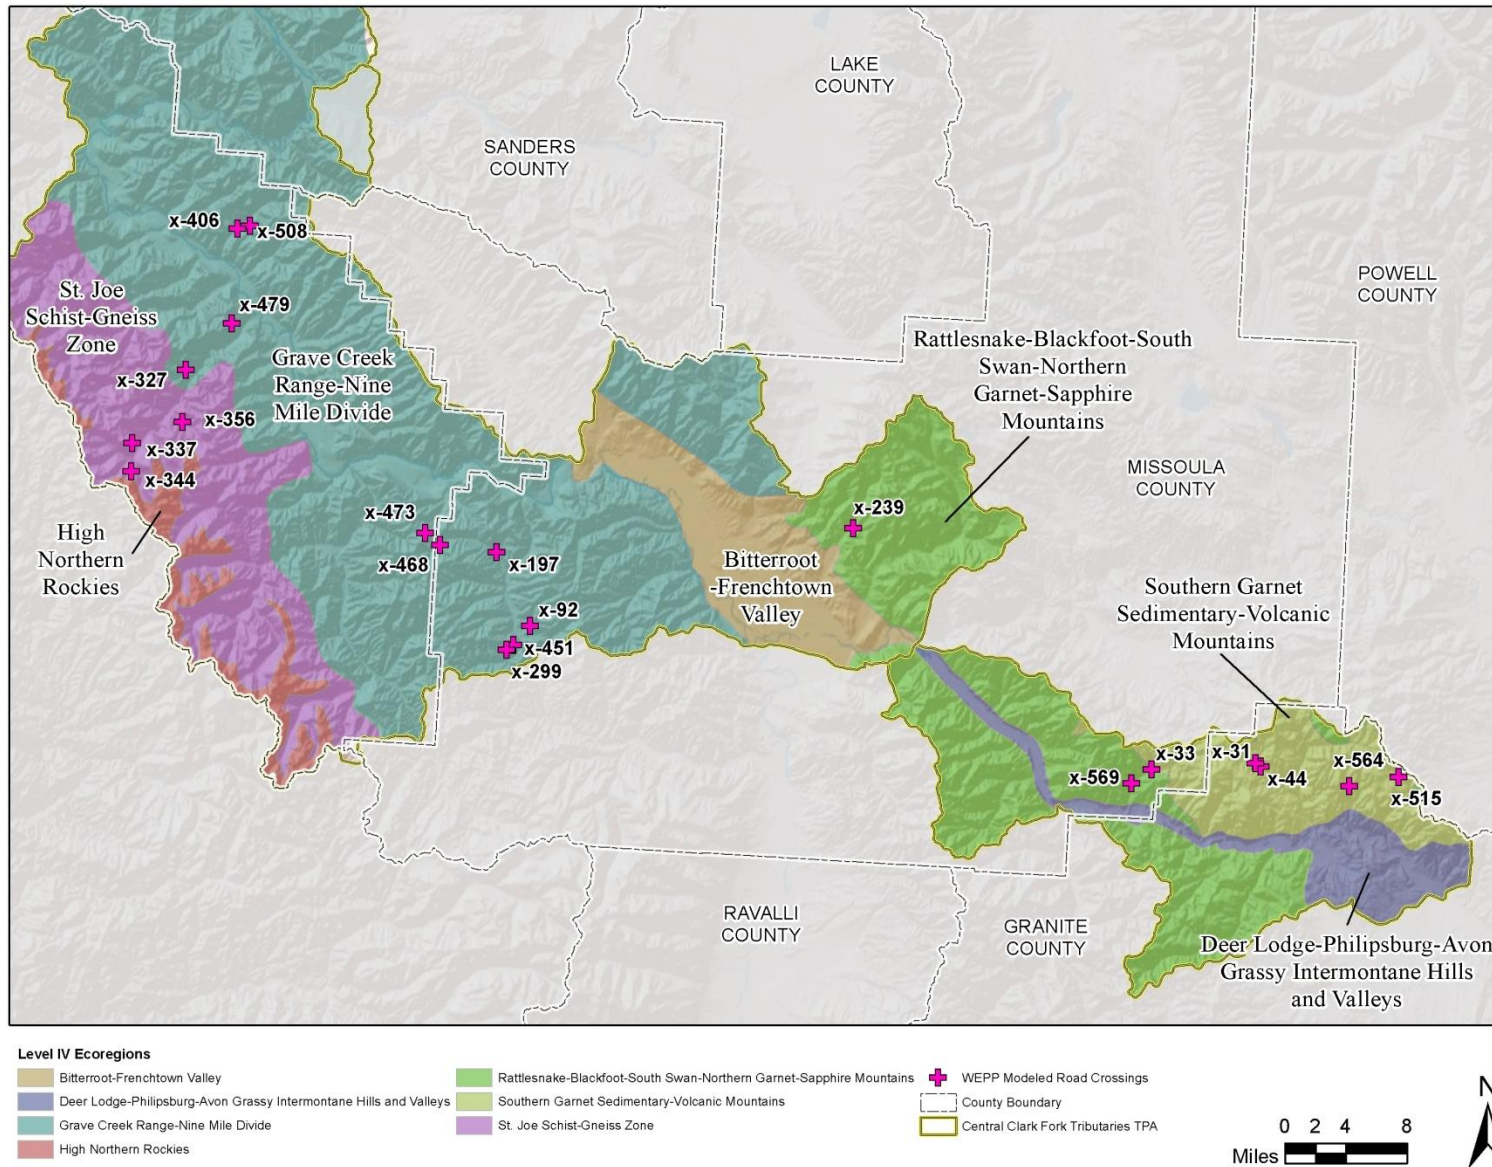 LAKE
COUNTY
SANDERS
COUNTY
x-406
x-508
POWELL
COUNTY
St. Joe
Schist-Gneiss
Zone
x-479
Rattlesnake-Blackfoot-South
Swan-Northern
Garnet-Sapphire
Mountains
Grave Creek
Range-Nine
Mile Divide
x-327
x-356
x-337
x-344
MISSOULA
COUNTY
x-473
x-239
High
Northern
Rockies
x-468
x-197
Bitterroot
-Frenchtown
Valley
Southern Garnet
Sedimentary-Volcanic
Mountains
x-92
x-451
x-299
x-33
x-31
x-564
x-569
x-44
x-515
RAVALLI
COUNTY
GRANITE
COUNTY
Deer Lodge-Philipsburg-Avon
Grassy Intermontane Hills
and Valleys
Level IV Ecoregions
Bitterroot-Frenchtown Valley
Deer Lodge-Philipsburg-Avon Grassy Intermontane Hills and Valleys
Grave Creek Range-Nine Mile Divide
High Northern Rockies
Rattlesnake-Blackfoot-South Swan-Northern Garnet-Sapphire Mountains
Southern Garnet Sedimentary-Volcanic Mountains
St. Joe Schist-Gneiss Zone
WEPP Modeled Road Crossings
County Boundary
Central Clark Fork Tributaries TPA
0 2 4 8
Miles
N